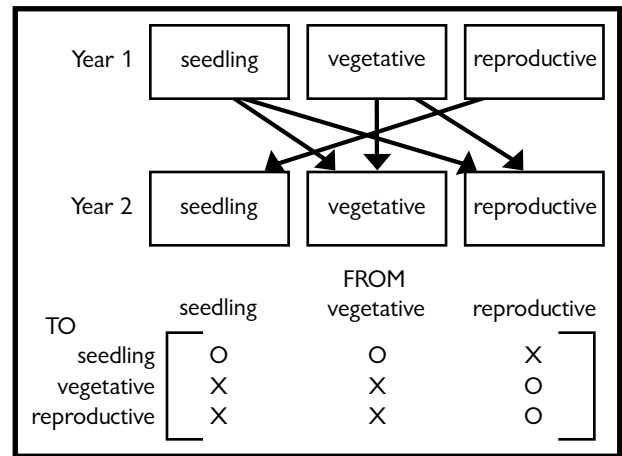 Year 1 seedling vegetative reproductive
Year 2 seedling vegetative reproductive
FROM
seedling vegetative reproductive
TO
seedling O O X
vegetative X X O
reproductive X X O